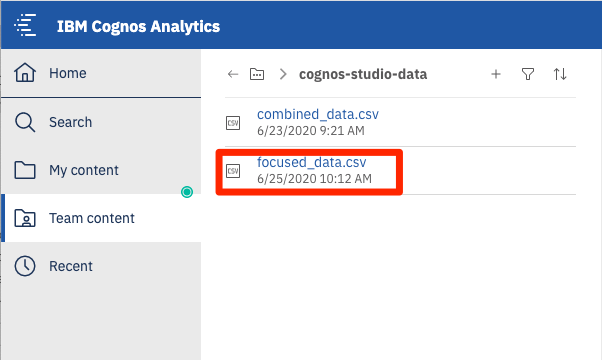 IBM Cognos Analytics
Home
Search
My content
Team content
Recent
cognos-studio-data
CSV
combined_data.csv
6/23/2020 9:21 AM
CSV
focused_data.csv
6/25/2020 10:12 AM